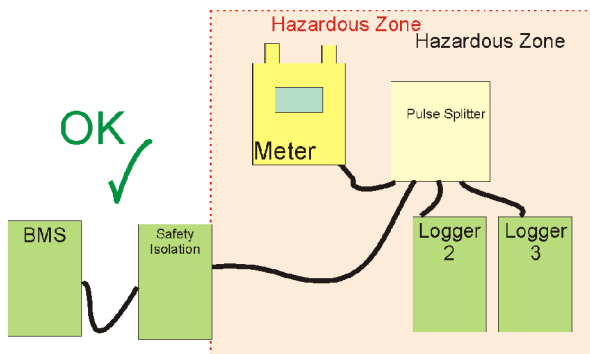 Hazardous Zone
Hazardous Zone
OK
Pulse Splitter
Meter
BMS
Safety
Isolation
Logger
2
Logger
3